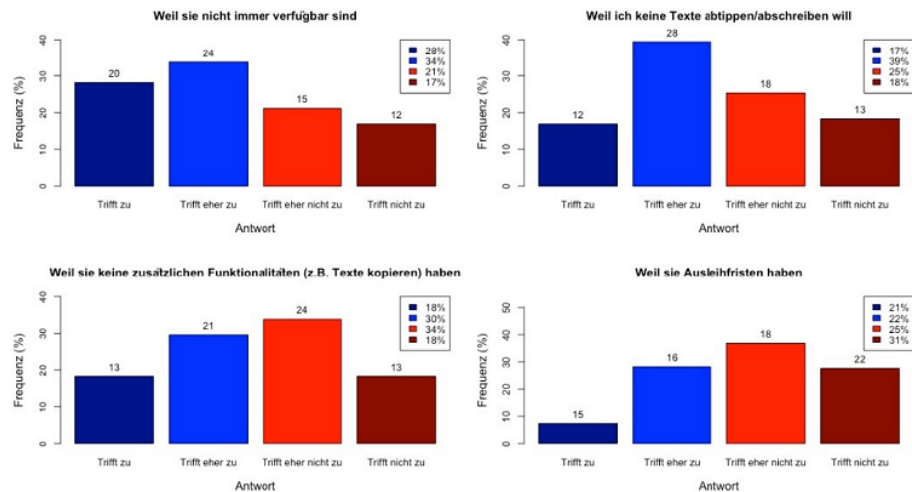 Weil sie nicht immer verfügbar sind
Frequenz (%)
0
10
20
30
40
20
24
15
12
28%
34%
21%
17%
Trifft zu
Trifft eher zu
Trifft eher nicht zu
Trifft nicht zu
Antwort
Weil ich keine Texte abtippen/abschreiben will
Frequenz (%)
0
10
20
30
40
12
28
18
13
17%
39%
25%
18%
Trifft zu
Trifft eher zu
Trifft eher nicht zu
Trifft nicht zu
Antwort
Weil sie keine zusätzlichen Funktionalitäten (z.B. Texte kopieren) haben
Frequenz (%)
0
10
20
30
40
13
21
24
13
18%
30%
34%
18%
Trifft zu
Trifft eher zu
Trifft eher nicht zu
Trifft nicht zu
Antwort
Weil sie Ausleihfristen haben
Frequenz (%)
0
10
20
30
40
50
15
16
18
22
21%
22%
25%
31%
Trifft zu
Trifft eher zu
Trifft eher nicht zu
Trifft nicht zu
Antwort